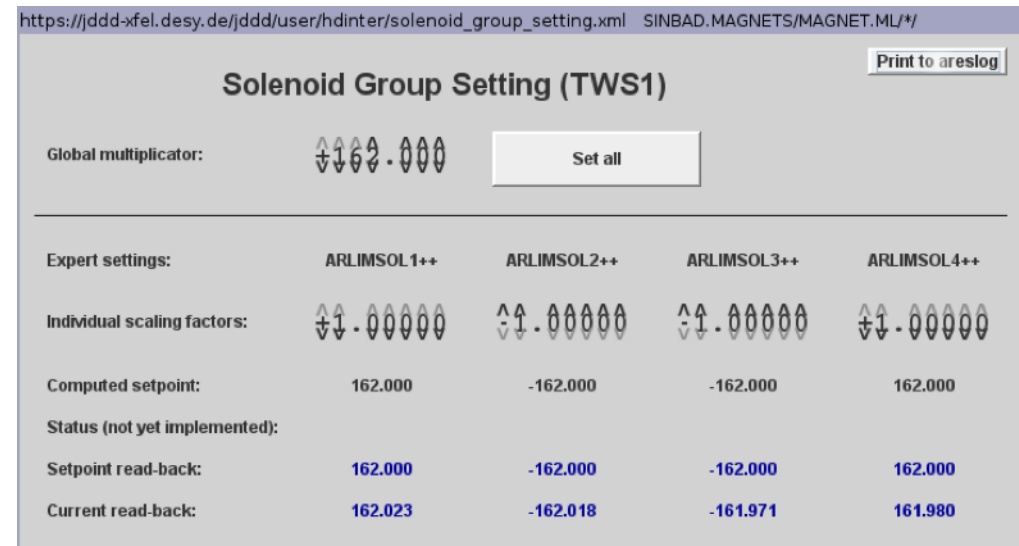 https://jddd-xfel.desy.de/jddd/user/hdinter/solenoid_group_setting.xml SINBAD.MAGNETS/MAGNET.ML/*/
Print to areslog
Solenoid Group Setting (TWS1)
Global multiplicator: +162.000 Set all
Expert settings: ARLIMSOL1++ ARLIMSOL2++ ARLIMSOL3++ ARLIMSOL4++
Individual scaling factors: +1.00000 -1.00000 -1.00000 +1.00000
Computed setpoint: 162.000 -162.000 -162.000 162.000
Status (not yet implemented):
Setpoint read-back: 162.000 -162.000 -162.000 162.000
Current read-back: 162.023 -162.018 -161.971 161.980